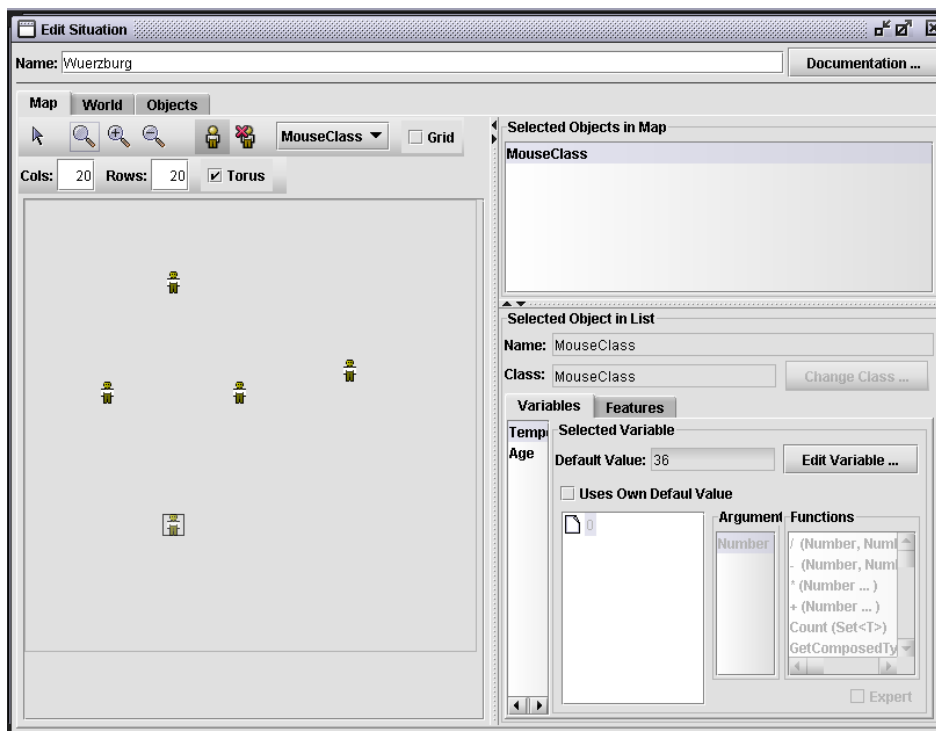 Edit Situation
Name: Wuerzburg Documentation ...
Map World Objects
MouseClass Grid
Cols: 20 Rows: 20 Torus
Selected Objects in Map
MouseClass
Selected Object in List
Name: MouseClass
Class: MouseClass Change Class ...
Variables Features
Temp Selected Variable
Age Default Value: 36 Edit Variable ...
Uses Own Defaul Value
0 Argument Functions
Number / (Number, Numl
- (Number, Numl
* (Number ... )
+ (Number ... )
Count (Set<T>)
GetComposedTy
Expert